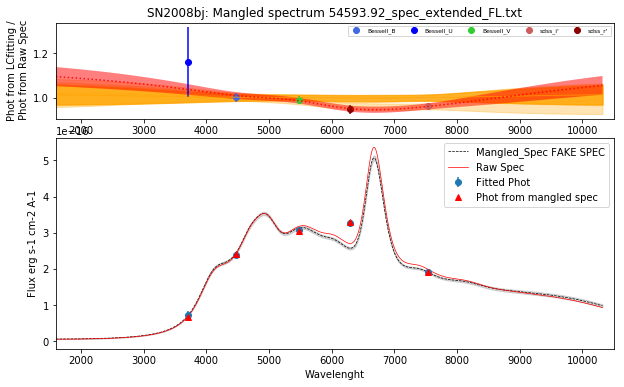 SN2008bj: Mangled spectrum 54593.92_spec_extended_FL.txt
Phot from LCfitting /
Phot from Raw Spec
1.2
1.0
Bessell_B
Bessell_U
Bessell_V
sdss_i'
sdss_r'
2000 3000 4000 5000 6000 7000 8000 9000 10000
1e−16
Flux erg s-1 cm-2 A-1
5
4
3
2
1
0
Mangled_Spec FAKE SPEC
Raw Spec
Fitted Phot
Phot from mangled spec
2000 3000 4000 5000 6000 7000 8000 9000 10000
Wavelenght